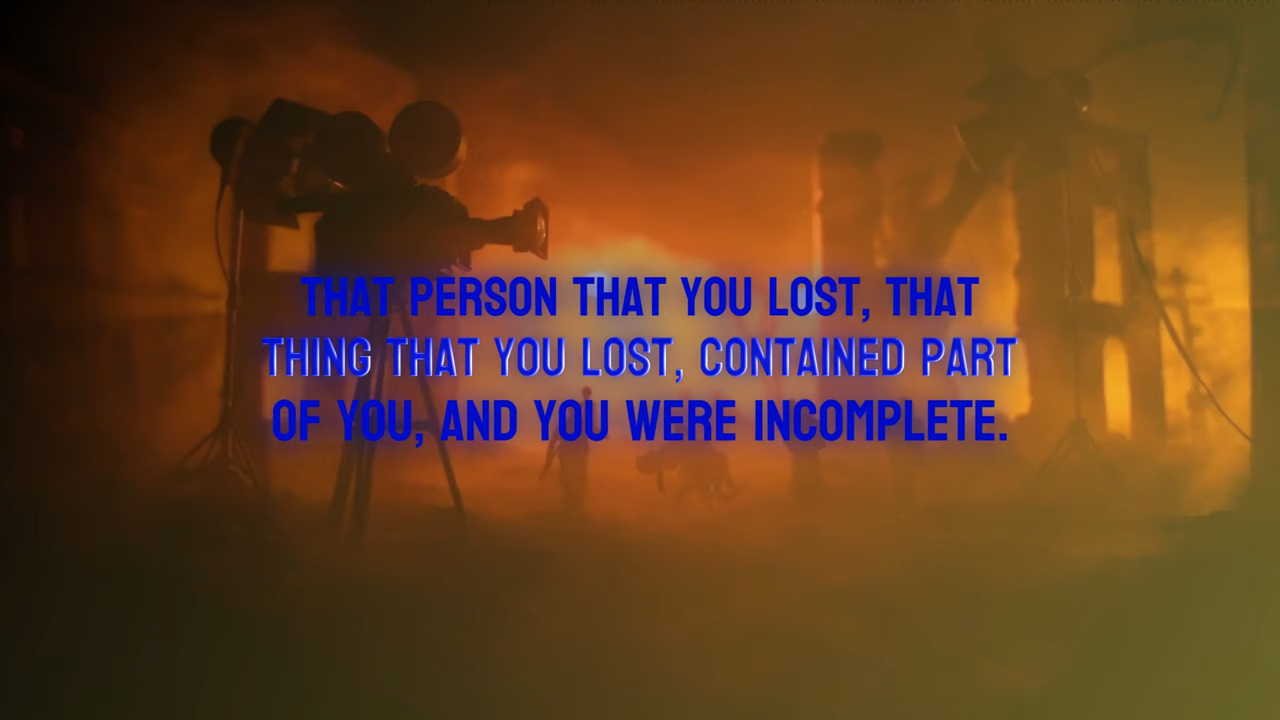 THAT PERSON THAT YOU LOST, THAT
THING THAT YOU LOST, CONTAINED PART
OF YOU, AND YOU WERE INCOMPLETE.